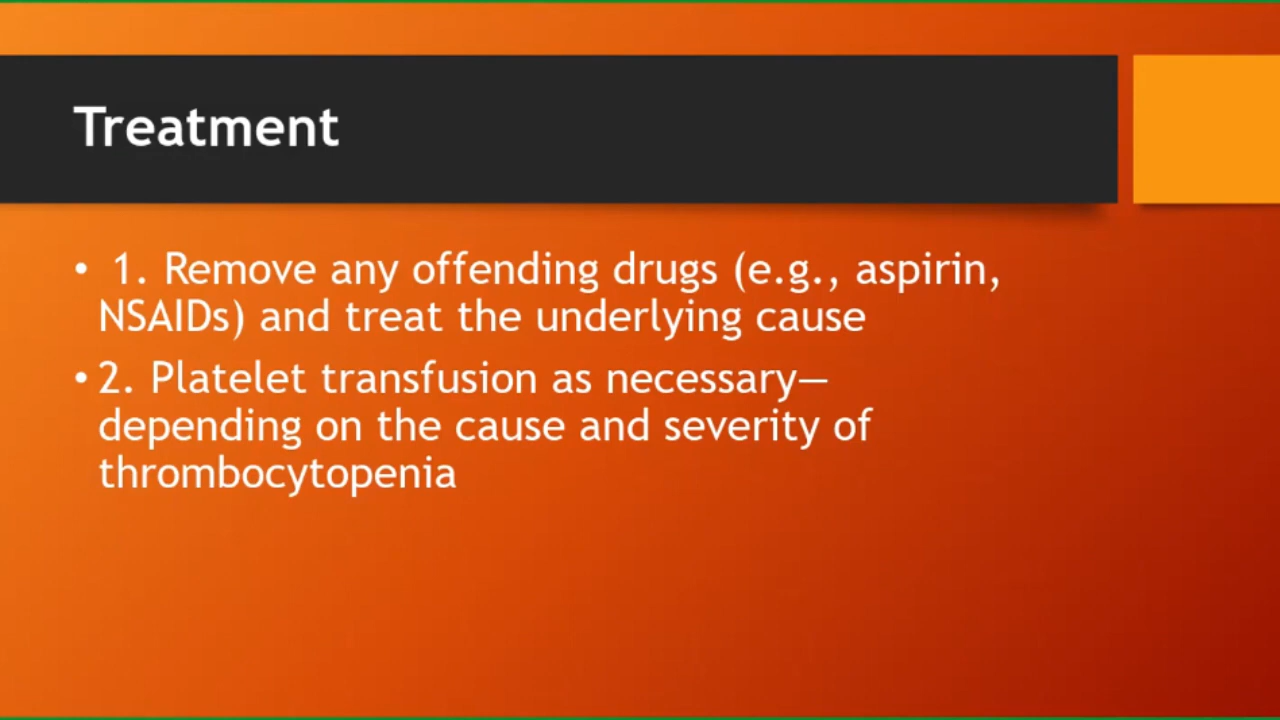 Treatment
• 1. Remove any offending drugs (e.g., aspirin,
NSAIDs) and treat the underlying cause
• 2. Platelet transfusion as necessary—
depending on the cause and severity of
thrombocytopenia